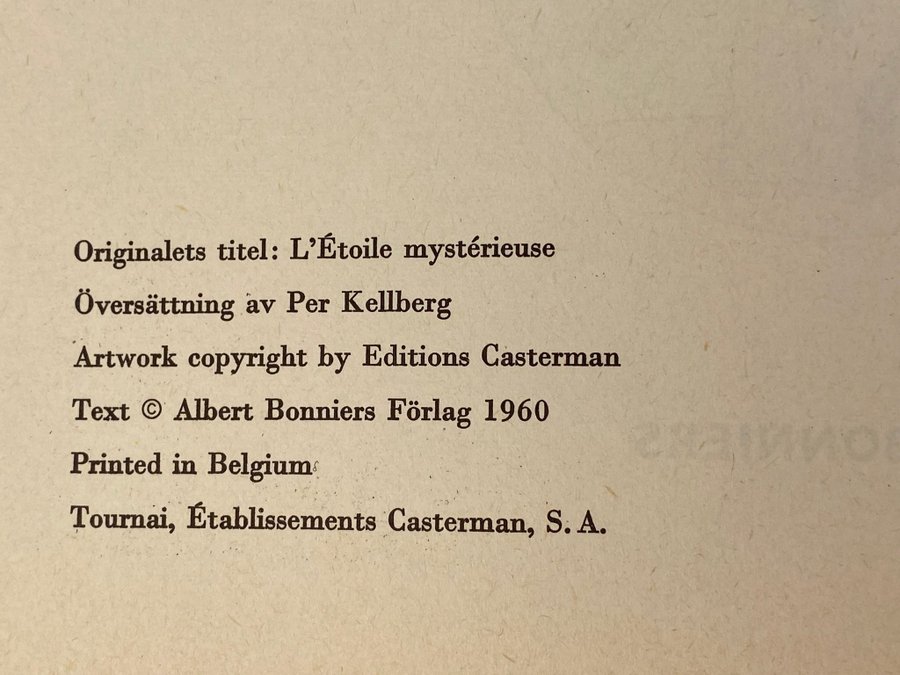 Originalets titel: L'Étoile mystérieuse
Översättning av Per Kellberg
Artwork copyright by Editions Casterman
Text © Albert Bonniers Förlag 1960
Printed in Belgium
Tournai, Établissements Casterman, S. A.
BONNIERS